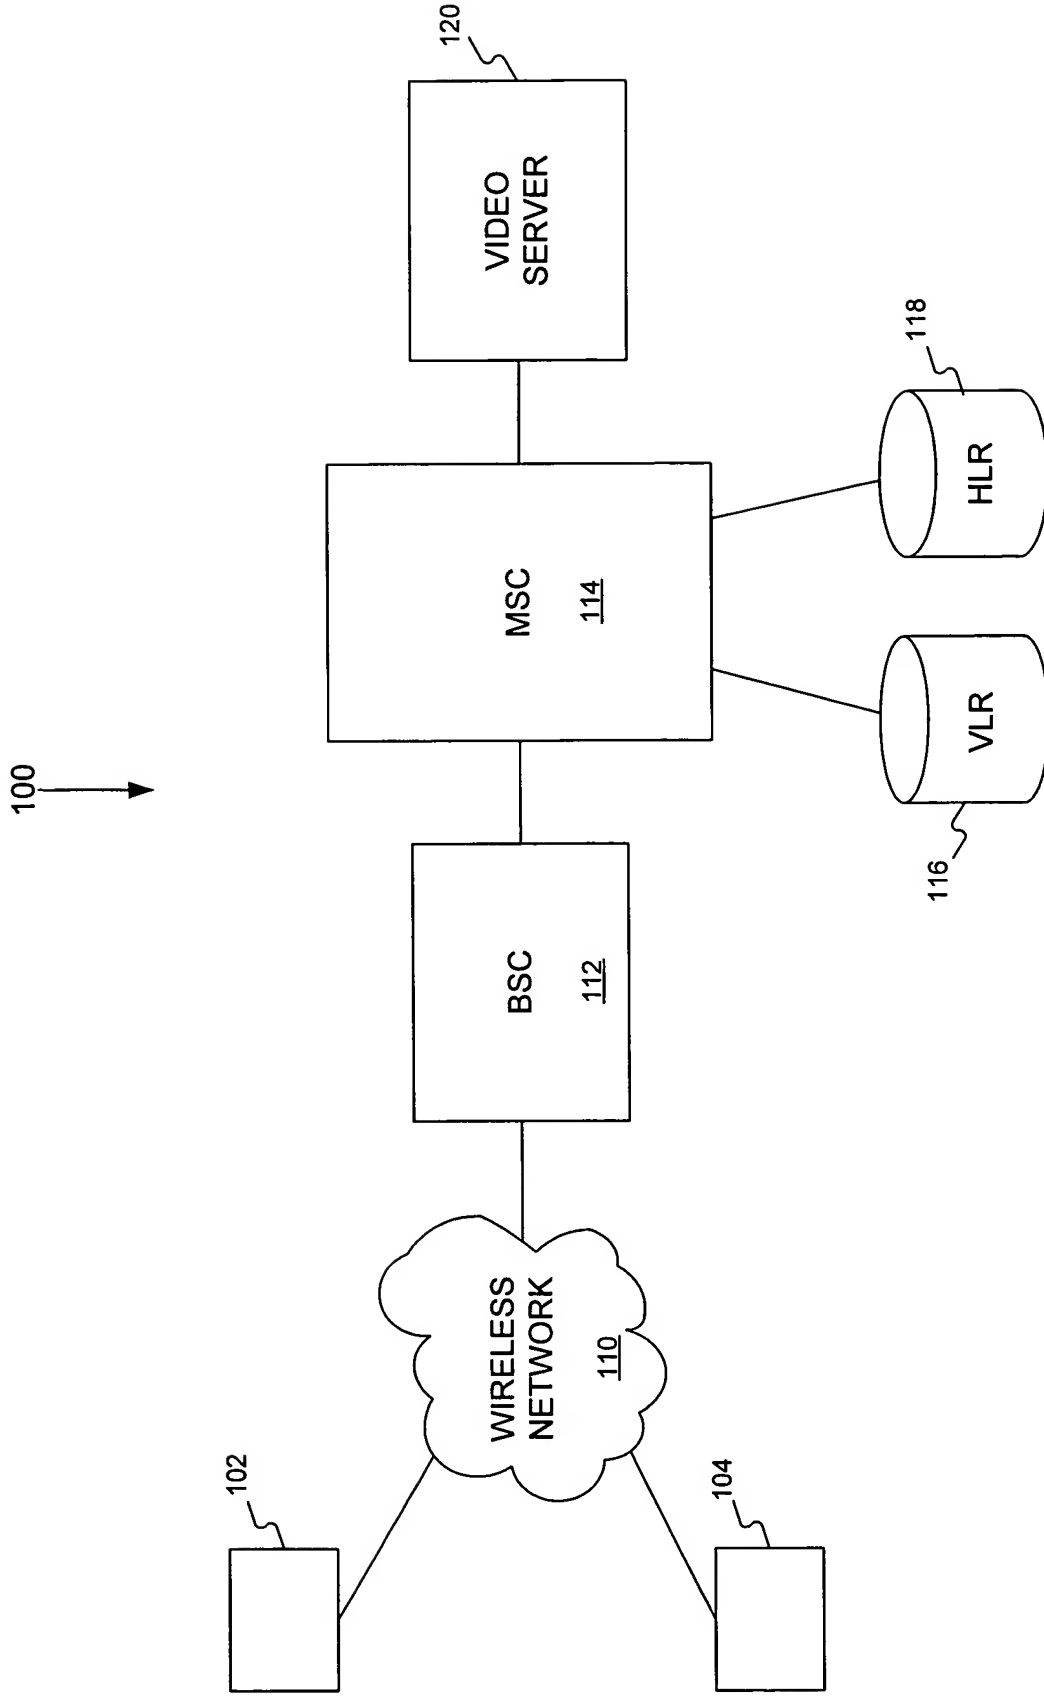 100
102
104
WIRELESS
NETWORK
110
BSC
112
MSC
114
VIDEO
SERVER
120
VLR
116
HLR
118